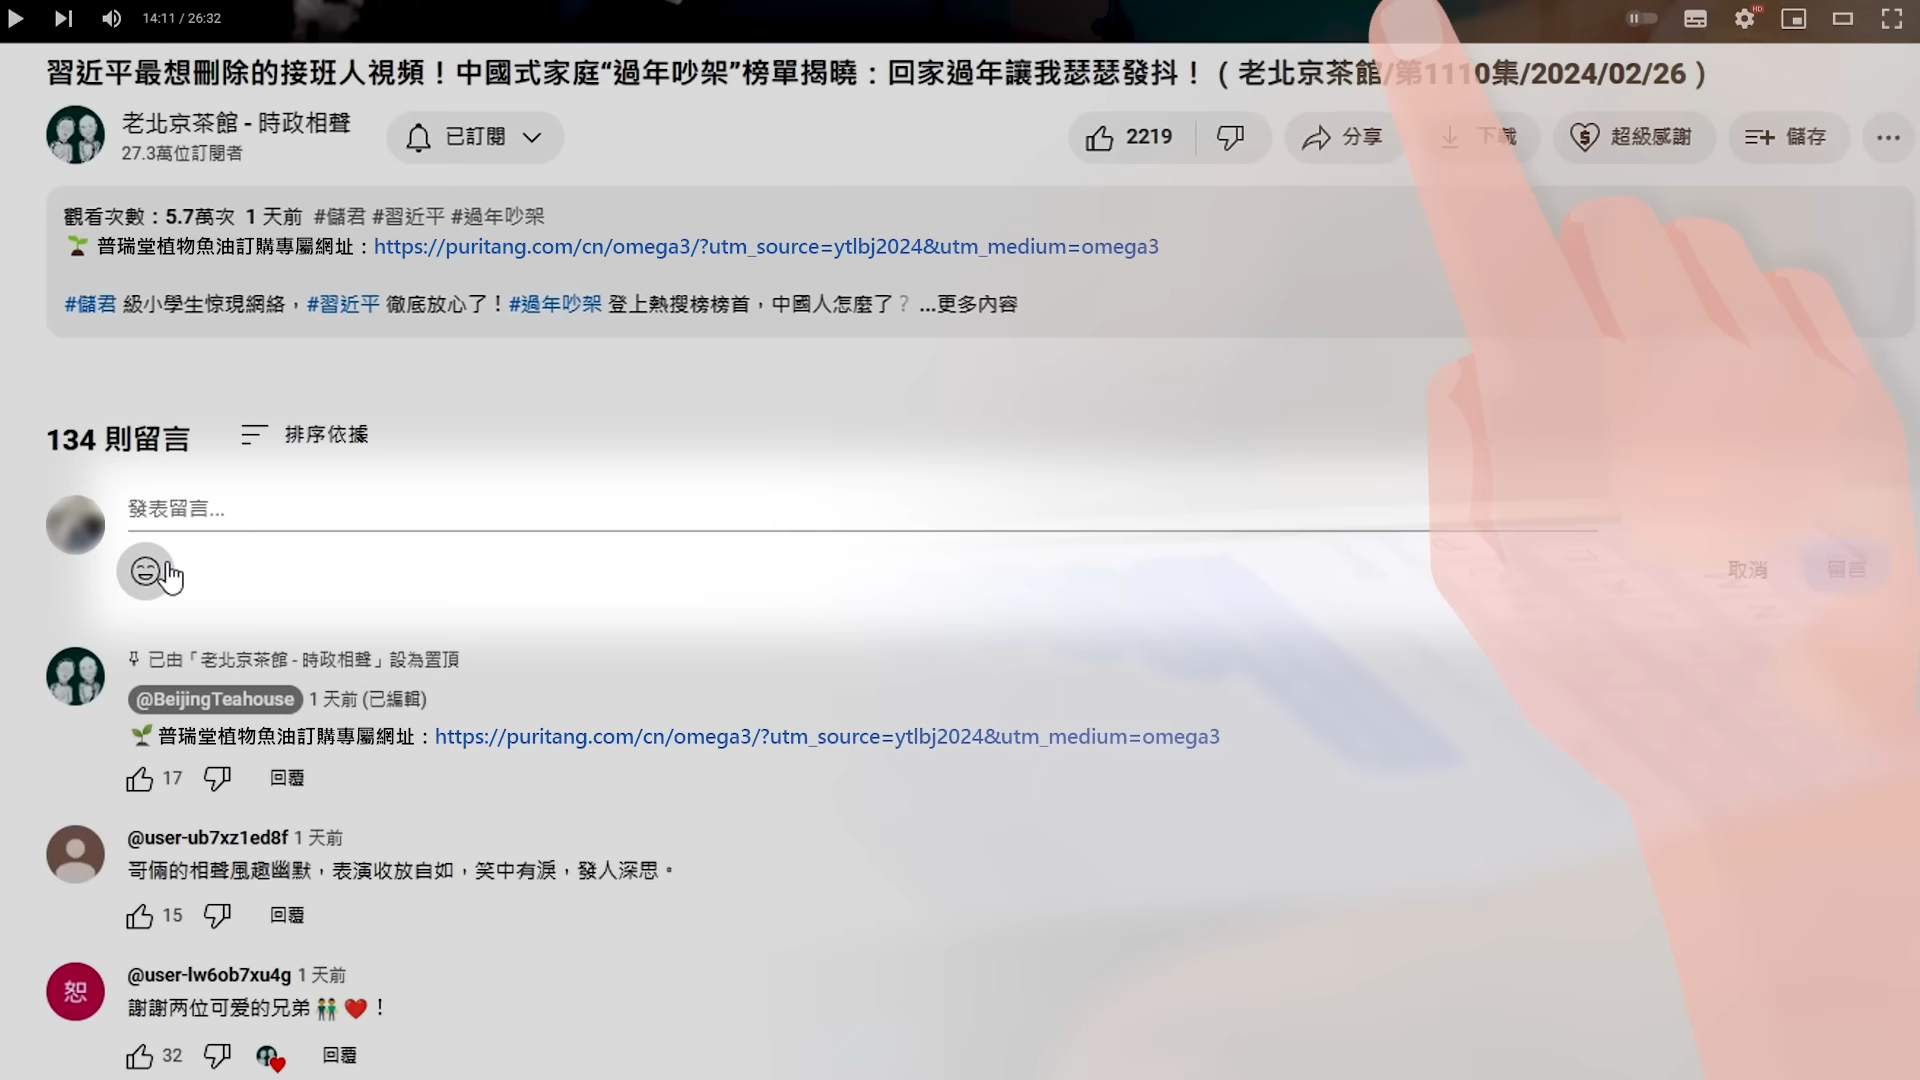 14:11 / 26:32
HD
習近平最想刪除的接班人視頻！中國式家庭“過年吵架”榜單揭曉：回家過年讓我瑟瑟發抖！（老北京茶館/第1110集/2024/02/26）
老北京茶館 - 時政相聲
27.3萬位訂閱者
已訂閱
2219
分享
下載
超級感謝
儲存
觀看次數：5.7萬次 1 天前 #儲君 #習近平 #過年吵架
普瑞堂植物魚油訂購專屬網址：https://puritang.com/cn/omega3/?utm_source=ytlbj2024&utm_medium=omega3
#儲君 級小學生惊現網絡，#習近平 徹底放心了！#過年吵架 登上熱搜榜榜首，中國人怎麼了？ ...更多內容
134 則留言
排序依據
發表留言...
取消
留言
已由「老北京茶館 - 時政相聲」設為置頂
@BeijingTeahouse 1 天前 (已編輯)
普瑞堂植物魚油訂購專屬網址：https://puritang.com/cn/omega3/?utm_source=ytlbj2024&utm_medium=omega3
17
回覆
@user-ub7xz1ed8f 1 天前
哥倆的相聲風趣幽默，表演收放自如，笑中有淚，發人深思。
15
回覆
恕
@user-lw6ob7xu4g 1 天前
謝謝两位可爱的兄弟👬❤️！
32
回覆